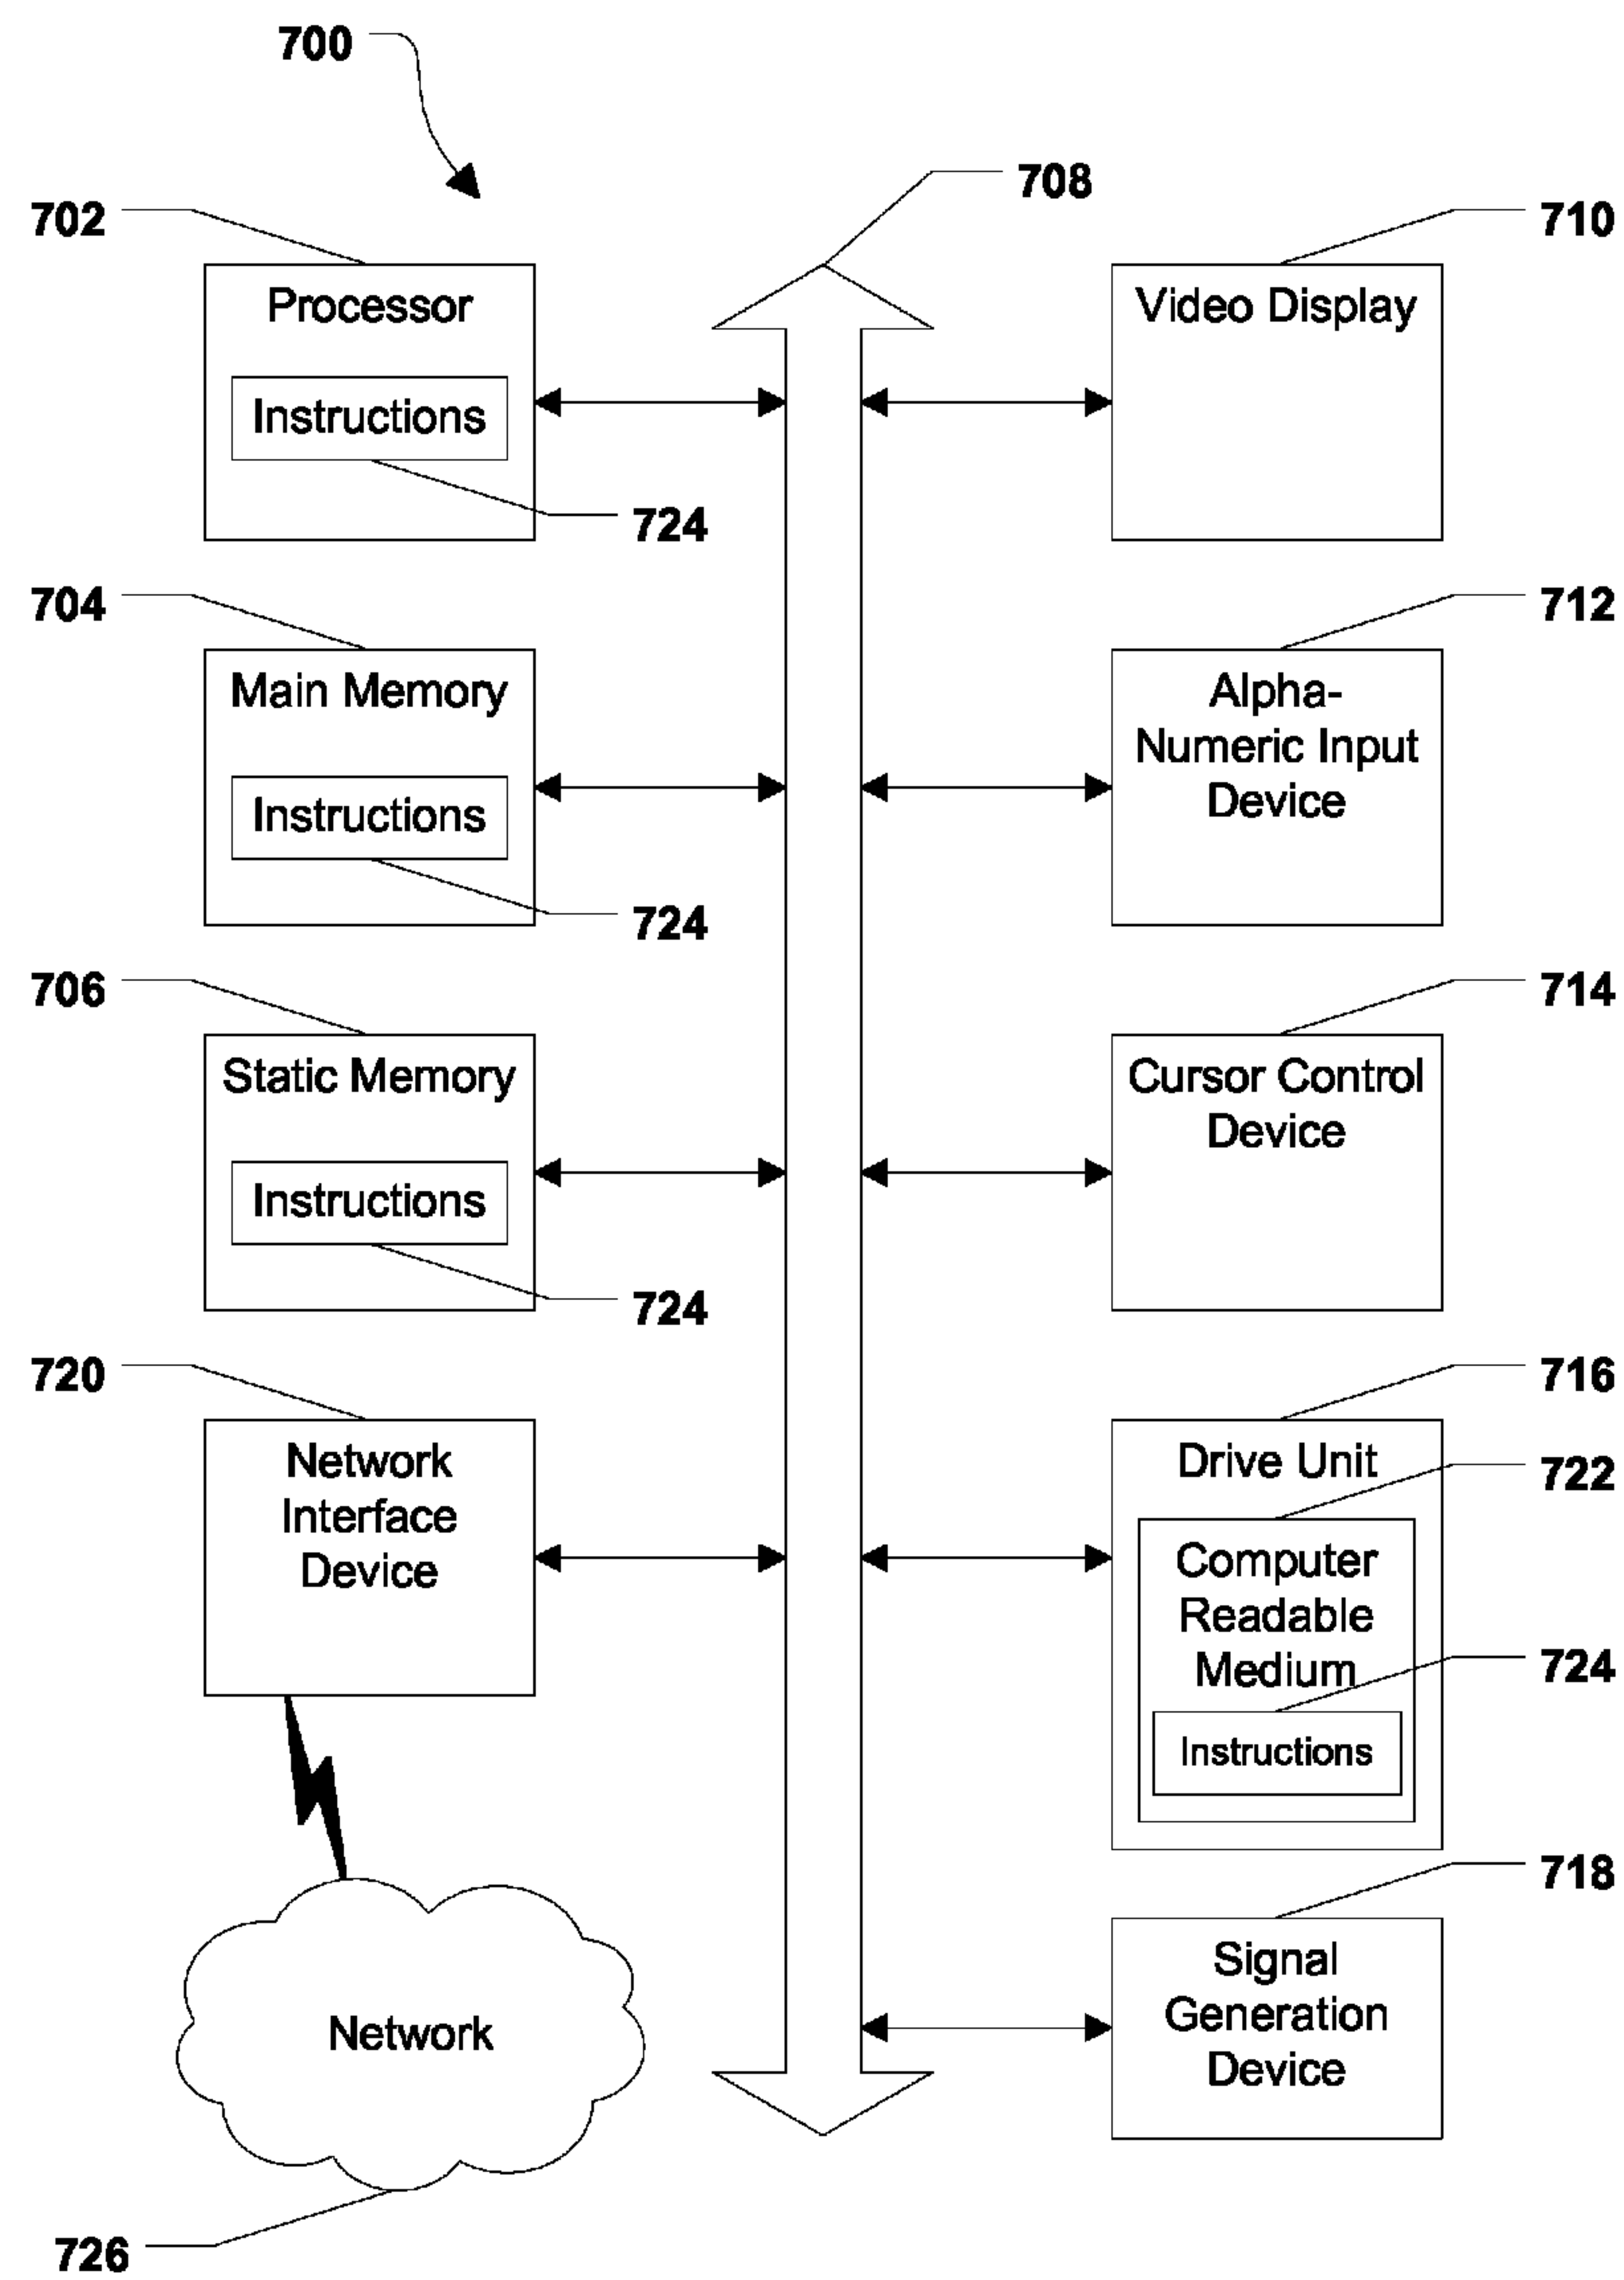 700
708
702
710
Processor
Instructions
724
Video Display
704
712
Main Memory
Instructions
724
Alpha-
Numeric Input
Device
706
714
Static Memory
Instructions
724
Cursor Control
Device
720
716
Network
Interface
Device
Drive Unit
722
Computer
Readable
Medium
724
Instructions
718
Signal
Generation
Device
Network
726